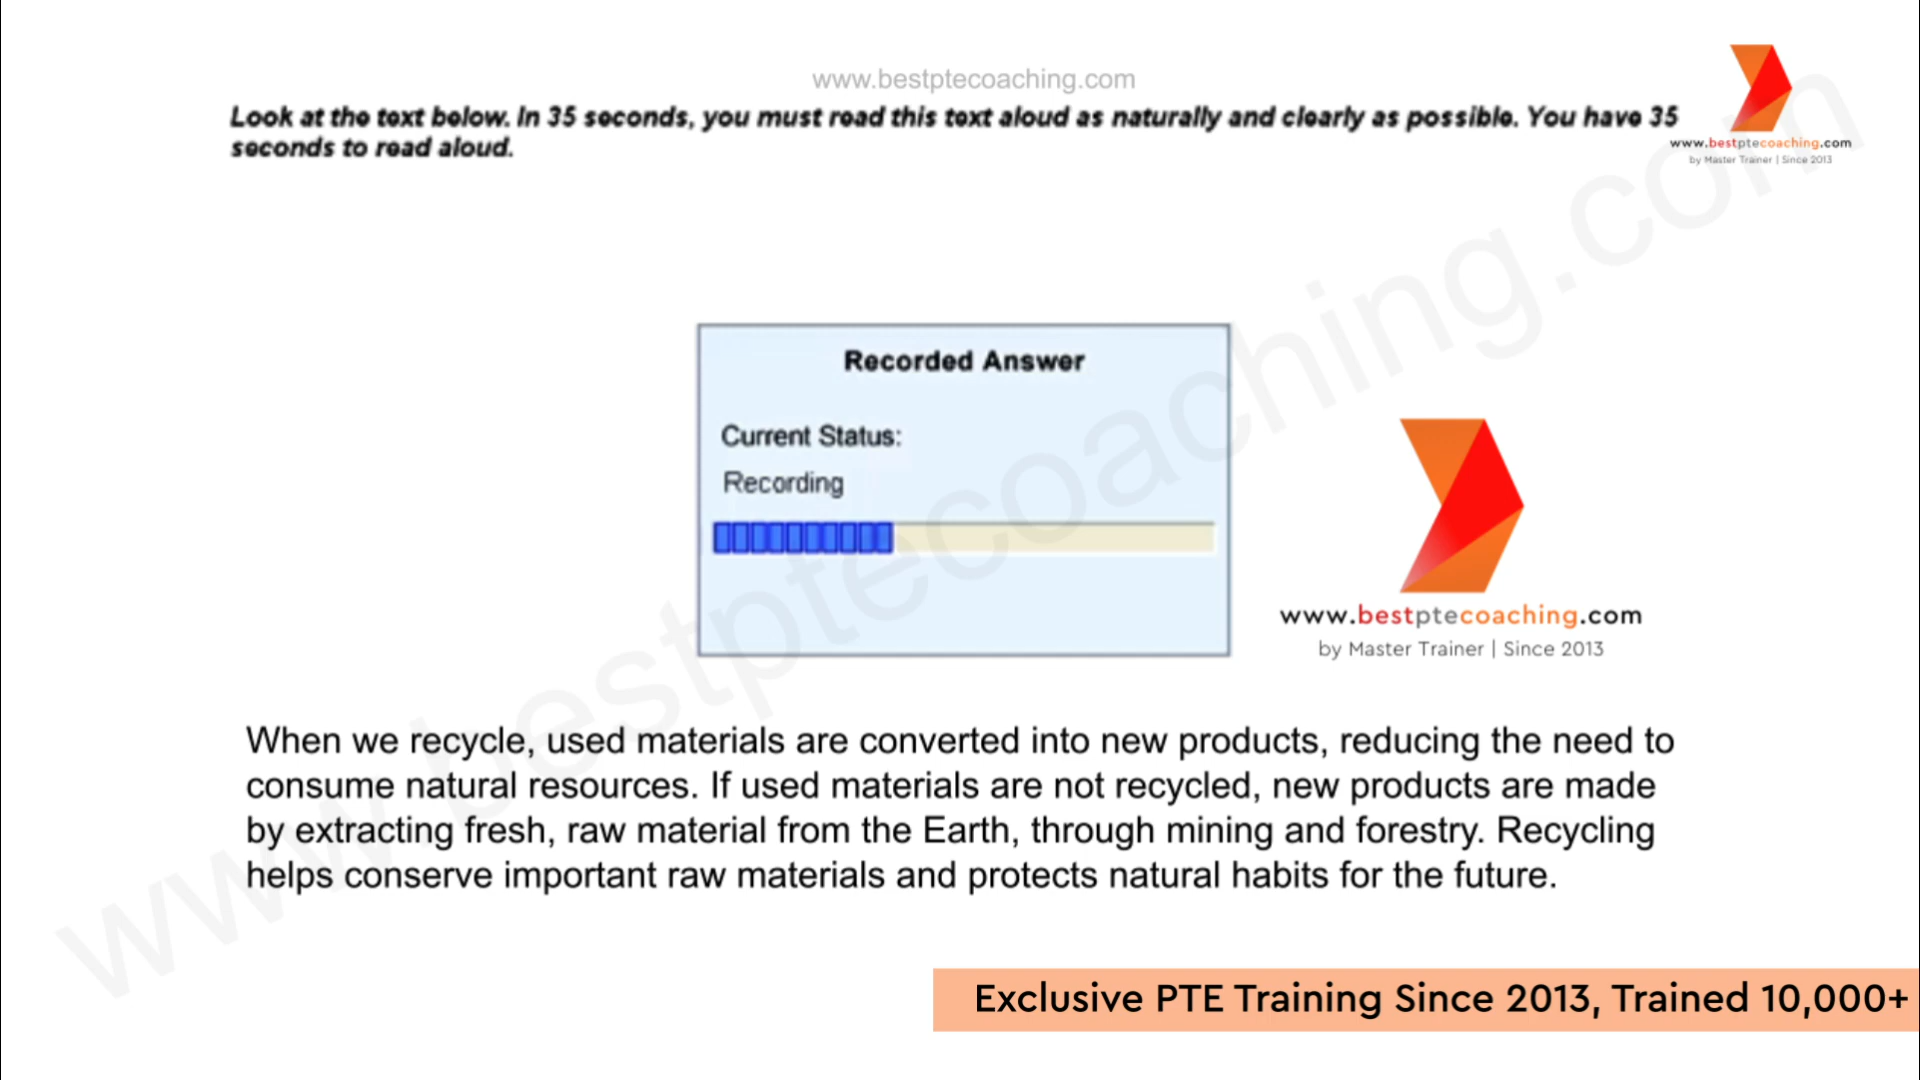 www.bestptecoaching.com
Look at the text below. In 35 seconds, you must read this text aloud as naturally and clearly as possible. You have 35
seconds to read aloud.
www.bestptecoaching.com
by Master Trainer | Since 2013
Recorded Answer
Current Status:
Recording
www.bestptecoaching.com
by Master Trainer | Since 2013
When we recycle, used materials are converted into new products, reducing the need to
consume natural resources. If used materials are not recycled, new products are made
by extracting fresh, raw material from the Earth, through mining and forestry. Recycling
helps conserve important raw materials and protects natural habits for the future.
www.bestptecoaching.com
Exclusive PTE Training Since 2013, Trained 10,000+